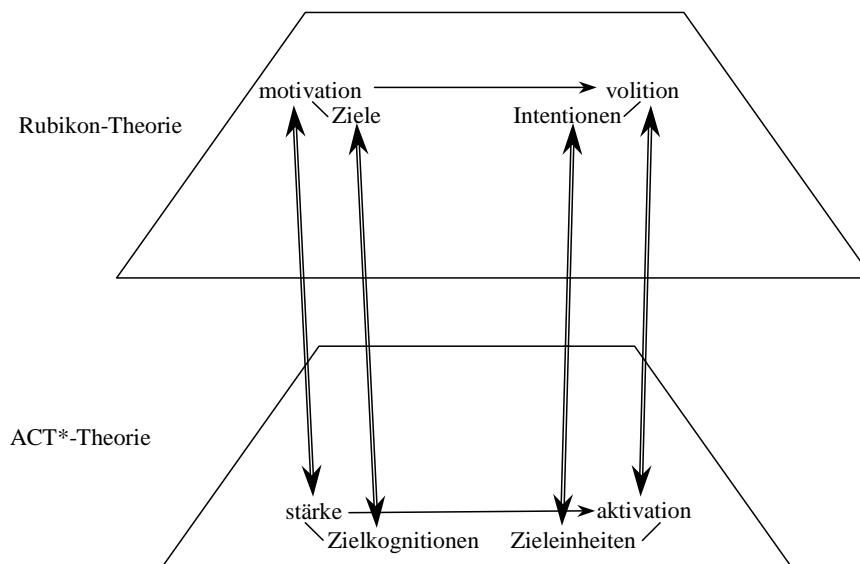 motivation volition
Ziele Intentionen
Rubikon-Theorie
ACT*-Theorie
stärke aktivation
Zielkognitionen Zieleinheiten